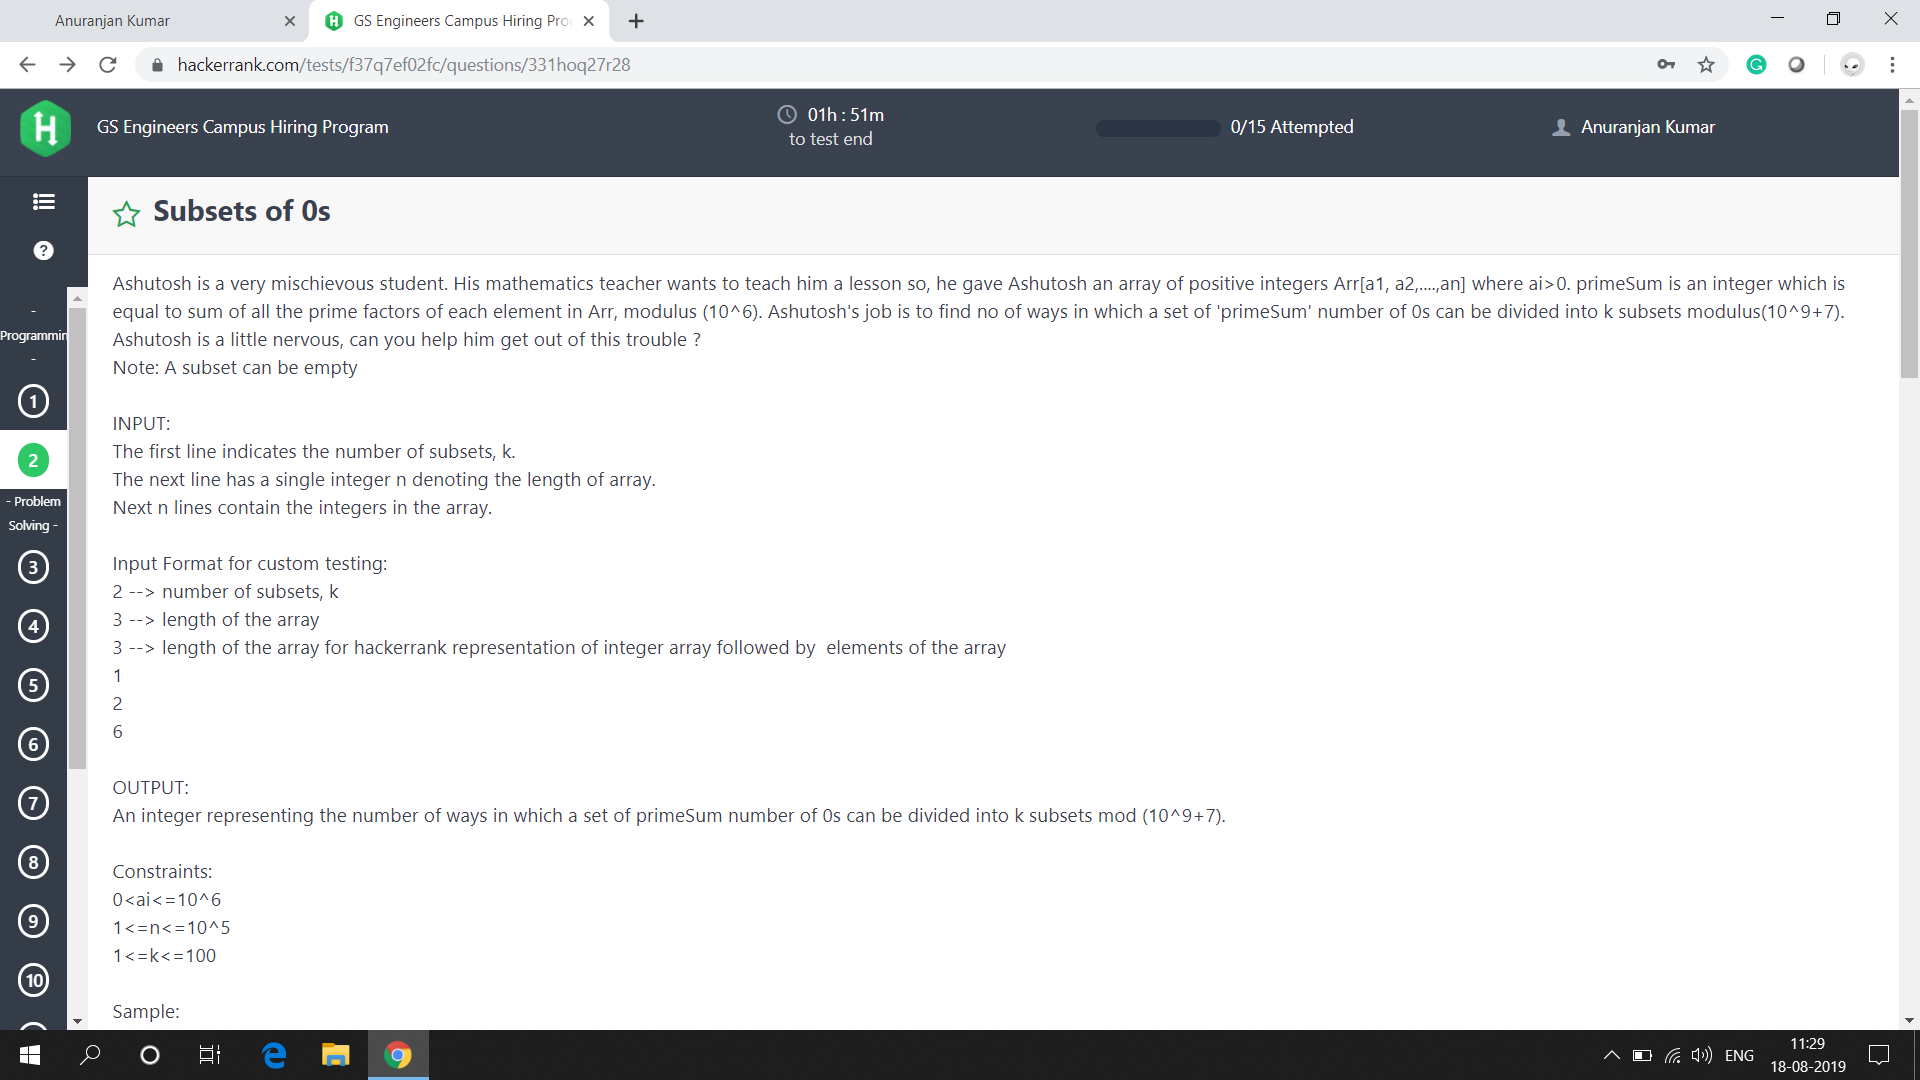 Anuranjan Kumar
GS Engineers Campus Hiring Pro
hackerrank.com/tests/f37q7ef02fc/questions/331hoq27r28
H
GS Engineers Campus Hiring Program
01h : 51m
to test end
0/15 Attempted
Anuranjan Kumar
?
Subsets of 0s
Ashutosh is a very mischievous student. His mathematics teacher wants to teach him a lesson so, he gave Ashutosh an array of positive integers Arr[a1, a2,....,an] where ai>0. primeSum is an integer which is
equal to sum of all the prime factors of each element in Arr, modulus (10^6). Ashutosh's job is to find no of ways in which a set of 'primeSum' number of 0s can be divided into k subsets modulus(10^9+7).
Ashutosh is a little nervous, can you help him get out of this trouble ?
Note: A subset can be empty
INPUT:
The first line indicates the number of subsets, k.
The next line has a single integer n denoting the length of array.
Next n lines contain the integers in the array.
Input Format for custom testing:
2 --> number of subsets, k
3 --> length of the array
3 --> length of the array for hackerrank representation of integer array followed by  elements of the array
1
2
6
OUTPUT:
An integer representing the number of ways in which a set of primeSum number of 0s can be divided into k subsets mod (10^9+7).
Constraints:
0<ai<=10^6
1<=n<=10^5
1<=k<=100
Sample:
-
Programmin
-
1
2
- Problem
Solving -
3
4
5
6
7
8
9
10
ENG
11:29
18-08-2019